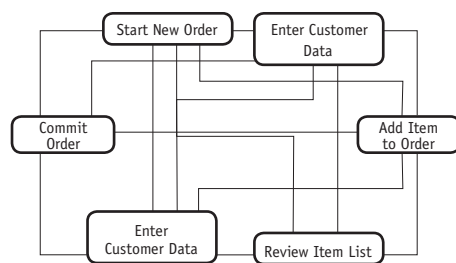 Start New Order
Enter Customer
Data
Commit
Order
Add Item
to Order
Enter
Customer Data
Review Item List